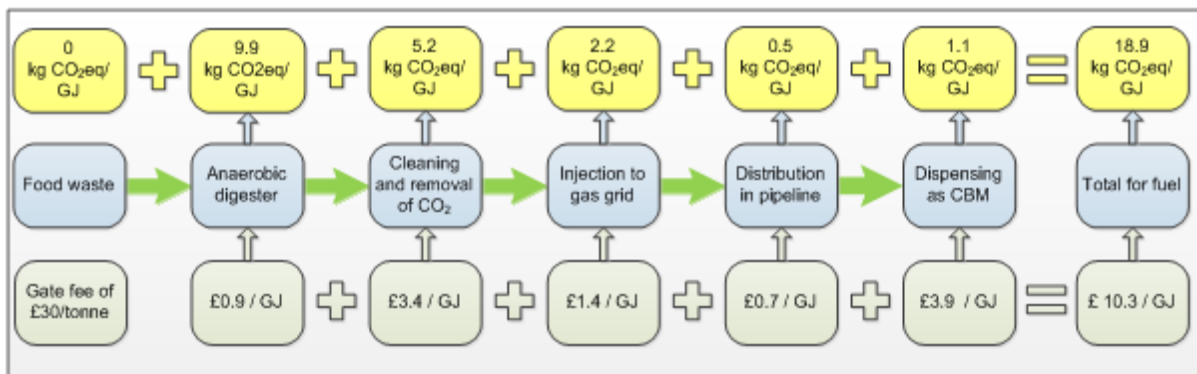 0
kg CO₂eq/
GJ
9.9
kg CO2eq/
GJ
5.2
kg CO₂eq/
GJ
2.2
kg CO₂eq/
GJ
0.5
kg CO₂eq/
GJ
1.1
kg CO₂eq/
GJ
18.9
kg CO₂eq/
GJ
Food waste
Anaerobic
digester
Cleaning
and removal
of CO₂
Injection to
gas grid
Distribution
in pipeline
Dispensing
as CBM
Total for fuel
Gate fee of
£30/tonne
£0.9 / GJ
£3.4 / GJ
£1.4 / GJ
£0.7 / GJ
£3.9 / GJ
£ 10.3 / GJ